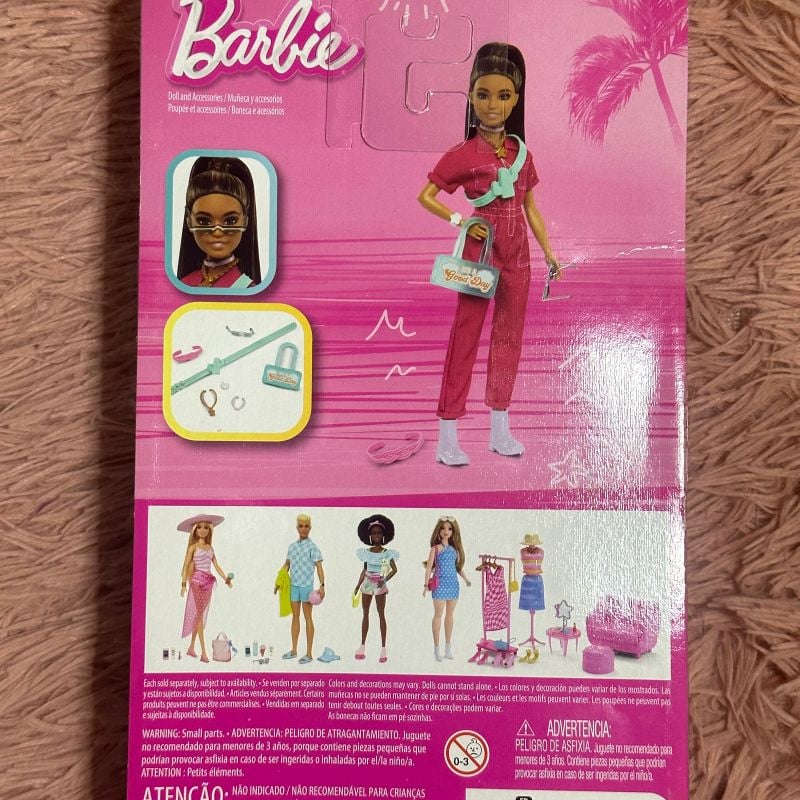 Barbie
Doll and Accessories / Muñeca y accesorios
Poupée et accessoires / Boneca e acessórios
Good Day
Good Day
Each sold separately, subject to availability. • Se venden por separado
y están sujetos a disponibilidad. • Articles vendus séparément. Certains
produits peuvent ne pas être commercialisés. • Vendidas em separado
e sujeitas à disponibilidade.
Colors and decorations may vary. Dolls cannot stand alone. • Los colores y decoración pueden variar de los mostrados. Las
muñecas no se pueden mantener de pie por sí solas. • Les couleurs et les motifs peuvent varier. Les poupées ne peuvent pas
tenir debout toutes seules. • Cores e decorações podem variar.
As bonecas não ficam em pé sozinhas.
WARNING: Small parts. • ADVERTENCIA: PELIGRO DE ATRAGANTAMIENTO. Juguete
no recomendado para menores de 3 años, porque contiene piezas pequeñas que
podrían provocar asfixia en caso de ser ingeridas o inhaladas por el/la niño/a.
ATTENTION : Petits éléments.
0-3
ADVERTENCIA:
PELIGRO DE ASFIXIA. Juguete no recomendado para
menores de 3 años. Contiene piezas pequeñas que podrían provocar
asfixia en caso de ser ingeridas por el niño/a.
ATENÇÃO: NÃO INDICADO / NÃO RECOMENDÁVEL PARA CRIANÇAS